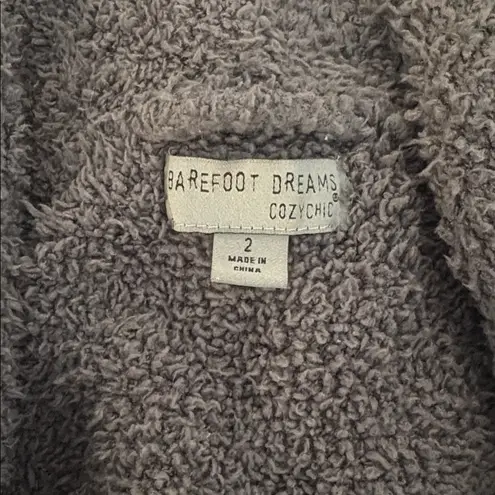 BAREFOOT DREAMS
COZYCHIC®
2
MADE IN
CHINA